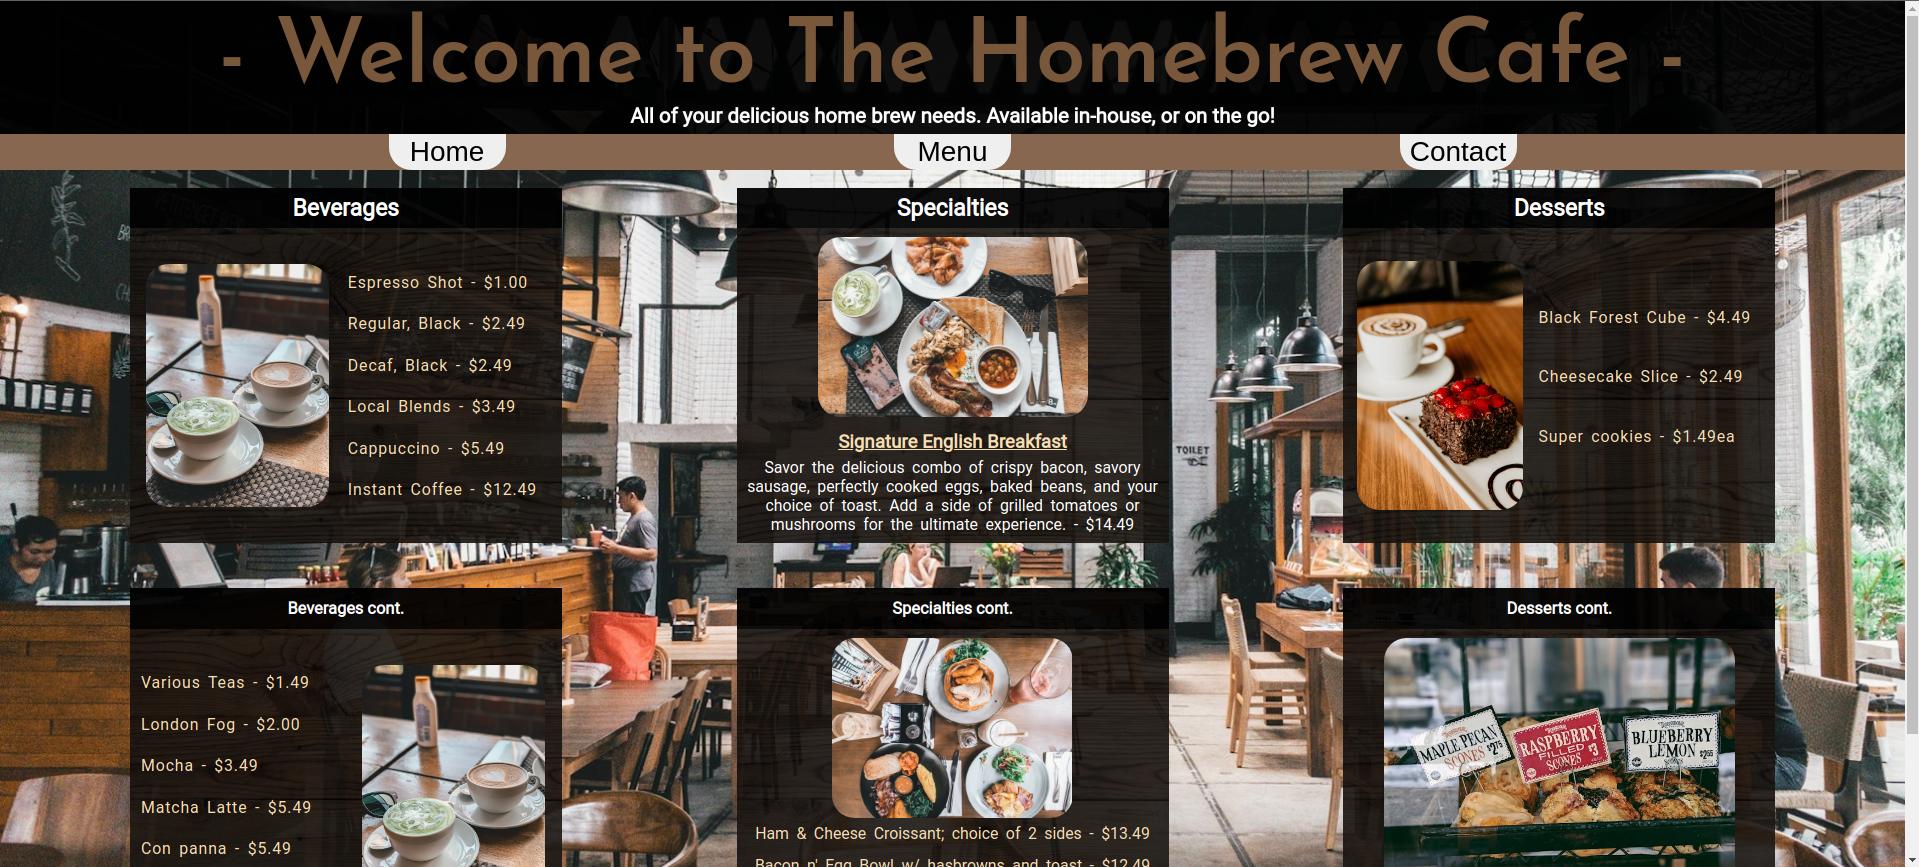 - Welcome to The Homebrew Cafe -
All of your delicious home brew needs. Available in-house, or on the go!
Home
Menu
Contact
Beverages
Espresso Shot - $1.00
Regular, Black - $2.49
Decaf, Black - $2.49
Local Blends - $3.49
Cappuccino - $5.49
Instant Coffee - $12.49
Specialties
Signature English Breakfast
Savor the delicious combo of crispy bacon, savory
sausage, perfectly cooked eggs, baked beans, and your
choice of toast. Add a side of grilled tomatoes or
mushrooms for the ultimate experience. - $14.49
Desserts
Black Forest Cube - $4.49
Cheesecake Slice - $2.49
Super cookies - $1.49ea
TOILET
Beverages cont.
Various Teas - $1.49
London Fog - $2.00
Mocha - $3.49
Matcha Latte - $5.49
Con panna - $5.49
Specialties cont.
Ham & Cheese Croissant; choice of 2 sides - $13.49
Bacon n' Egg Bowl w/ hasbrowns and toast - $12.49
Desserts cont.
MAPLE PECAN
SCONES $2.75
RASPBERRY
FILLED $3
SCONES
BLUEBERRY
LEMON